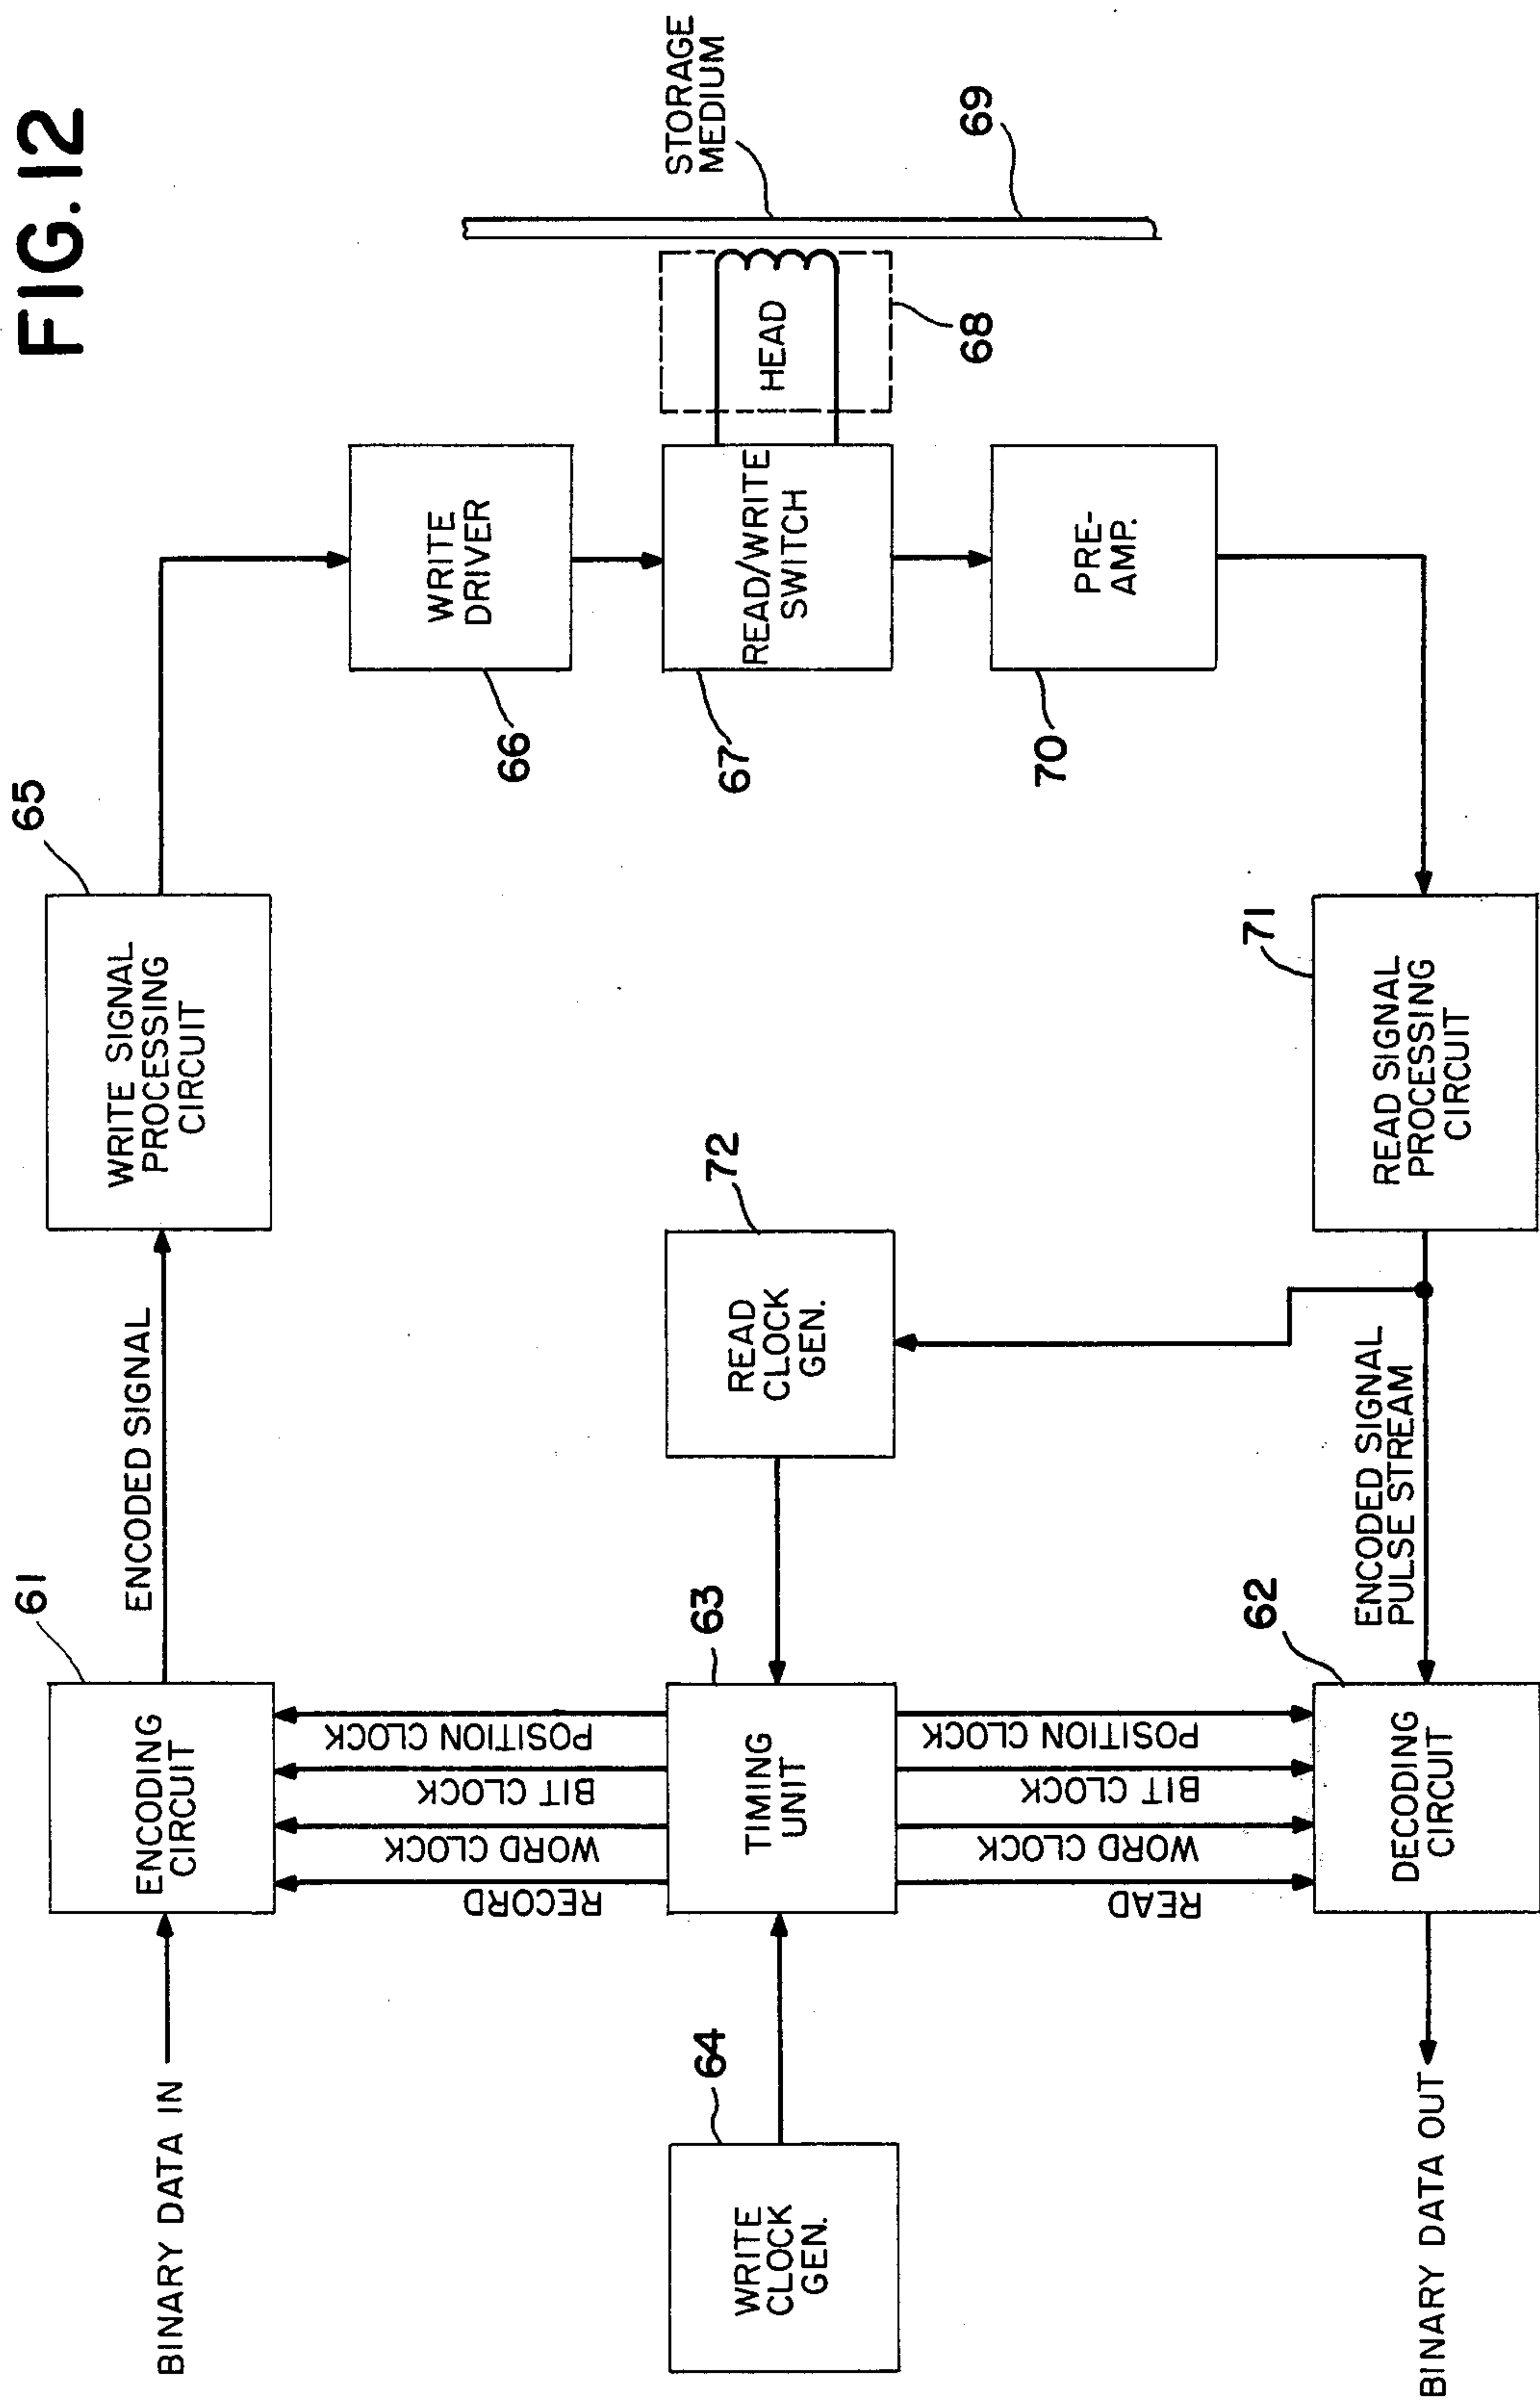 FIG. 12
BINARY DATA IN
61
ENCODING
CIRCUIT
ENCODED SIGNAL
65
WRITE SIGNAL
PROCESSING
CIRCUIT
RECORD
WORD CLOCK
BIT CLOCK
POSITION CLOCK
66
WRITE
DRIVER
64
WRITE
CLOCK
GEN.
63
TIMING
UNIT
72
READ
CLOCK
GEN.
67
READ/WRITE
SWITCH
HEAD
68
STORAGE
MEDIUM
69
READ
WORD CLOCK
BIT CLOCK
POSITION CLOCK
70
PRE-
AMP.
BINARY DATA OUT
62
DECODING
CIRCUIT
ENCODED SIGNAL
PULSE STREAM
71
READ SIGNAL
PROCESSING
CIRCUIT